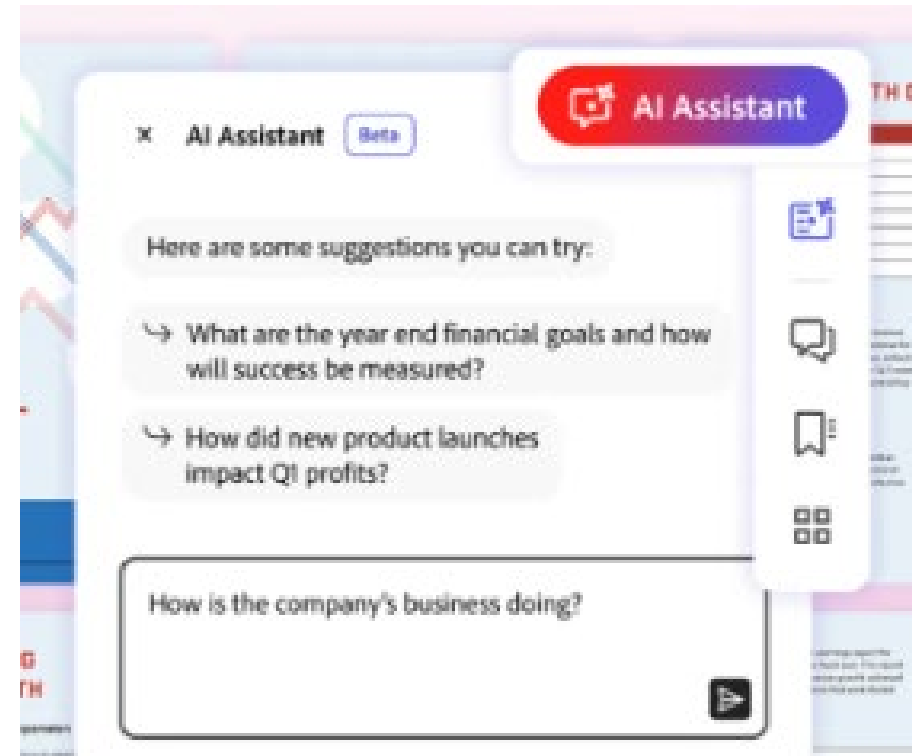 AI Assistant
TH
AI Assistant Beta
Here are some suggestions you can try:
What are the year end financial goals and how
will success be measured?
How did new product launches
impact Q1 profits?
How is the company's business doing?
TH